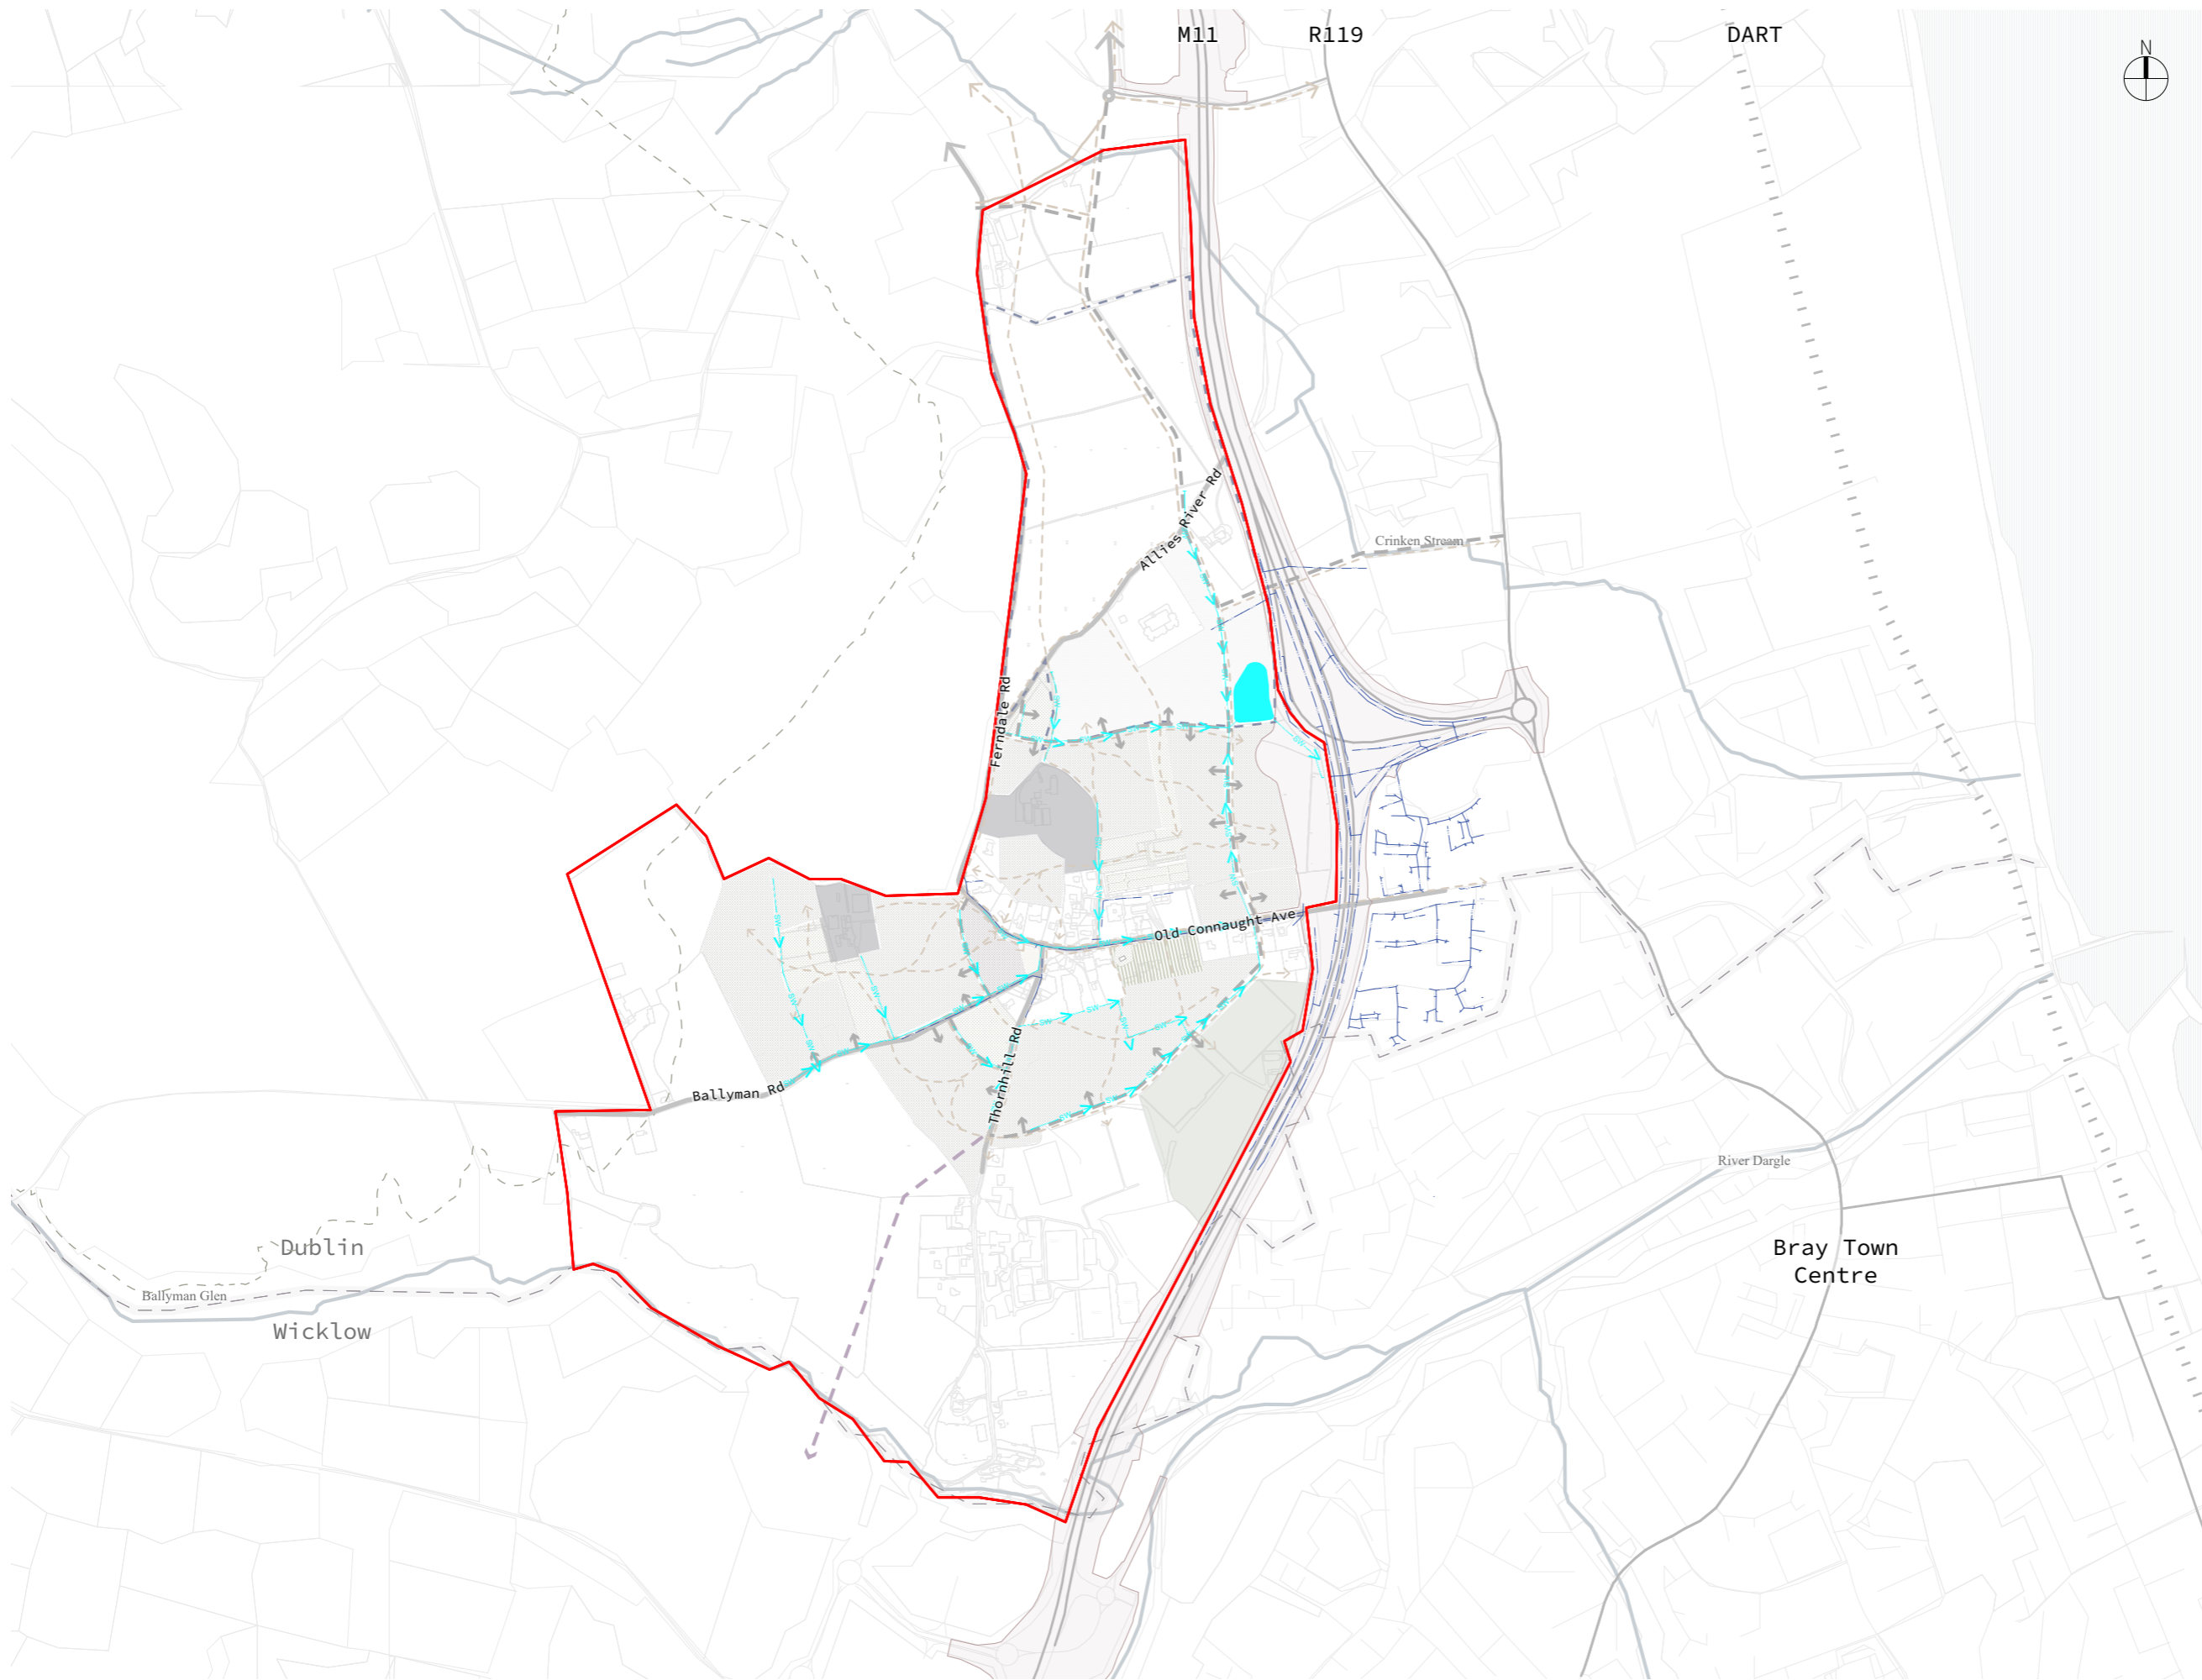 M11
R119
DART
N
Allies River Rd
Crinken Stream
Ferndale Rd
SW
Old Connaught Ave
Ballyman Rd
Thornhill Rd
River Dargle
Dublin
Ballyman Glen
Wicklow
Bray Town
Centre